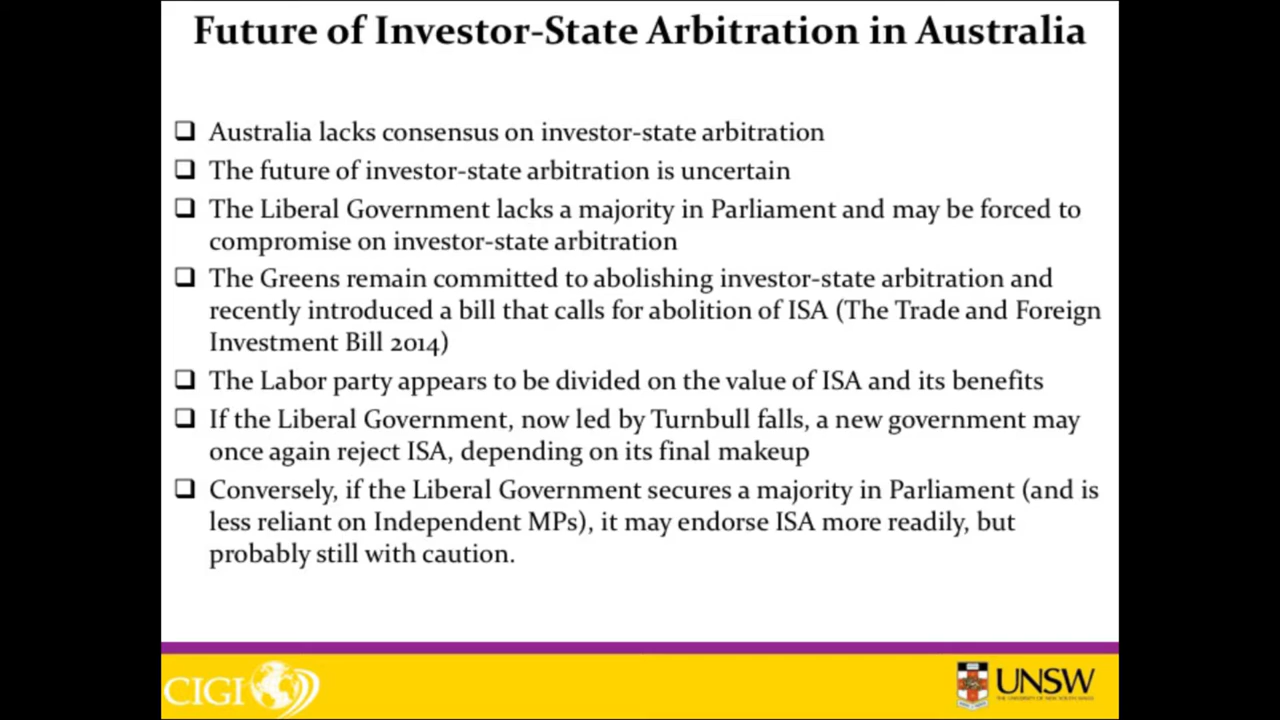 Future of Investor-State Arbitration in Australia
❑ Australia lacks consensus on investor-state arbitration
❑ The future of investor-state arbitration is uncertain
❑ The Liberal Government lacks a majority in Parliament and may be forced to
compromise on investor-state arbitration
❑ The Greens remain committed to abolishing investor-state arbitration and
recently introduced a bill that calls for abolition of ISA (The Trade and Foreign
Investment Bill 2014)
❑ The Labor party appears to be divided on the value of ISA and its benefits
❑ If the Liberal Government, now led by Turnbull falls, a new government may
once again reject ISA, depending on its final makeup
❑ Conversely, if the Liberal Government secures a majority in Parliament (and is
less reliant on Independent MPs), it may endorse ISA more readily, but
probably still with caution.
CIGI
UNSW
THE UNIVERSITY OF NEW SOUTH WALES